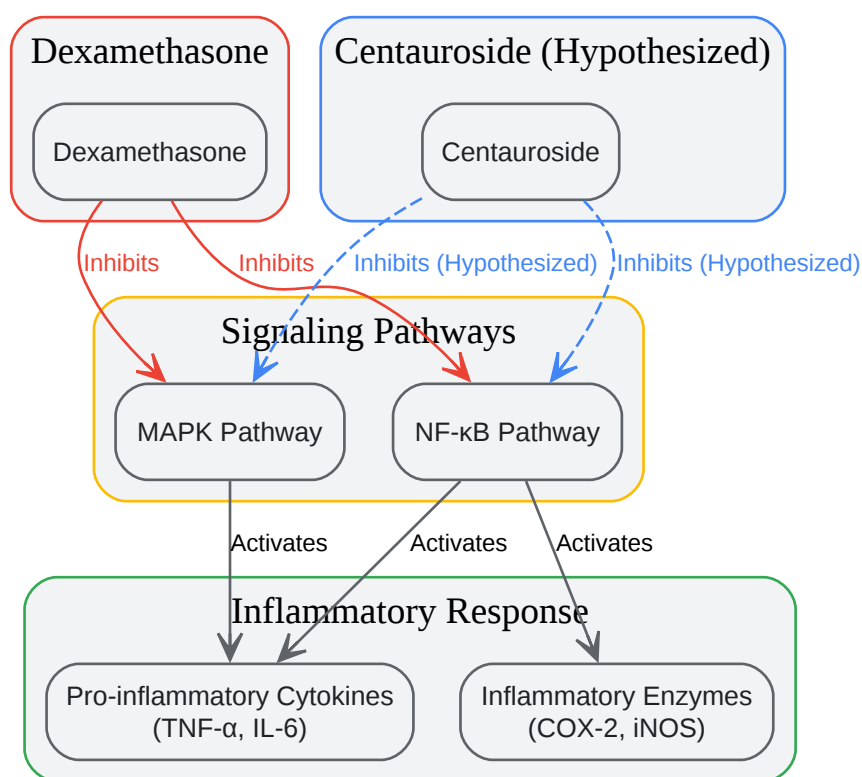 Dexamethasone
Centauroside (Hypothesized)
Dexamethasone
Centauroside
Inhibits
Inhibits
Inhibits (Hypothesized)
Inhibits (Hypothesized)
Signaling Pathways
MAPK Pathway
NF-κB Pathway
Activates
Activates
Activates
Inflammatory Response
Pro-inflammatory Cytokines
(TNF-α, IL-6)
Inflammatory Enzymes
(COX-2, iNOS)